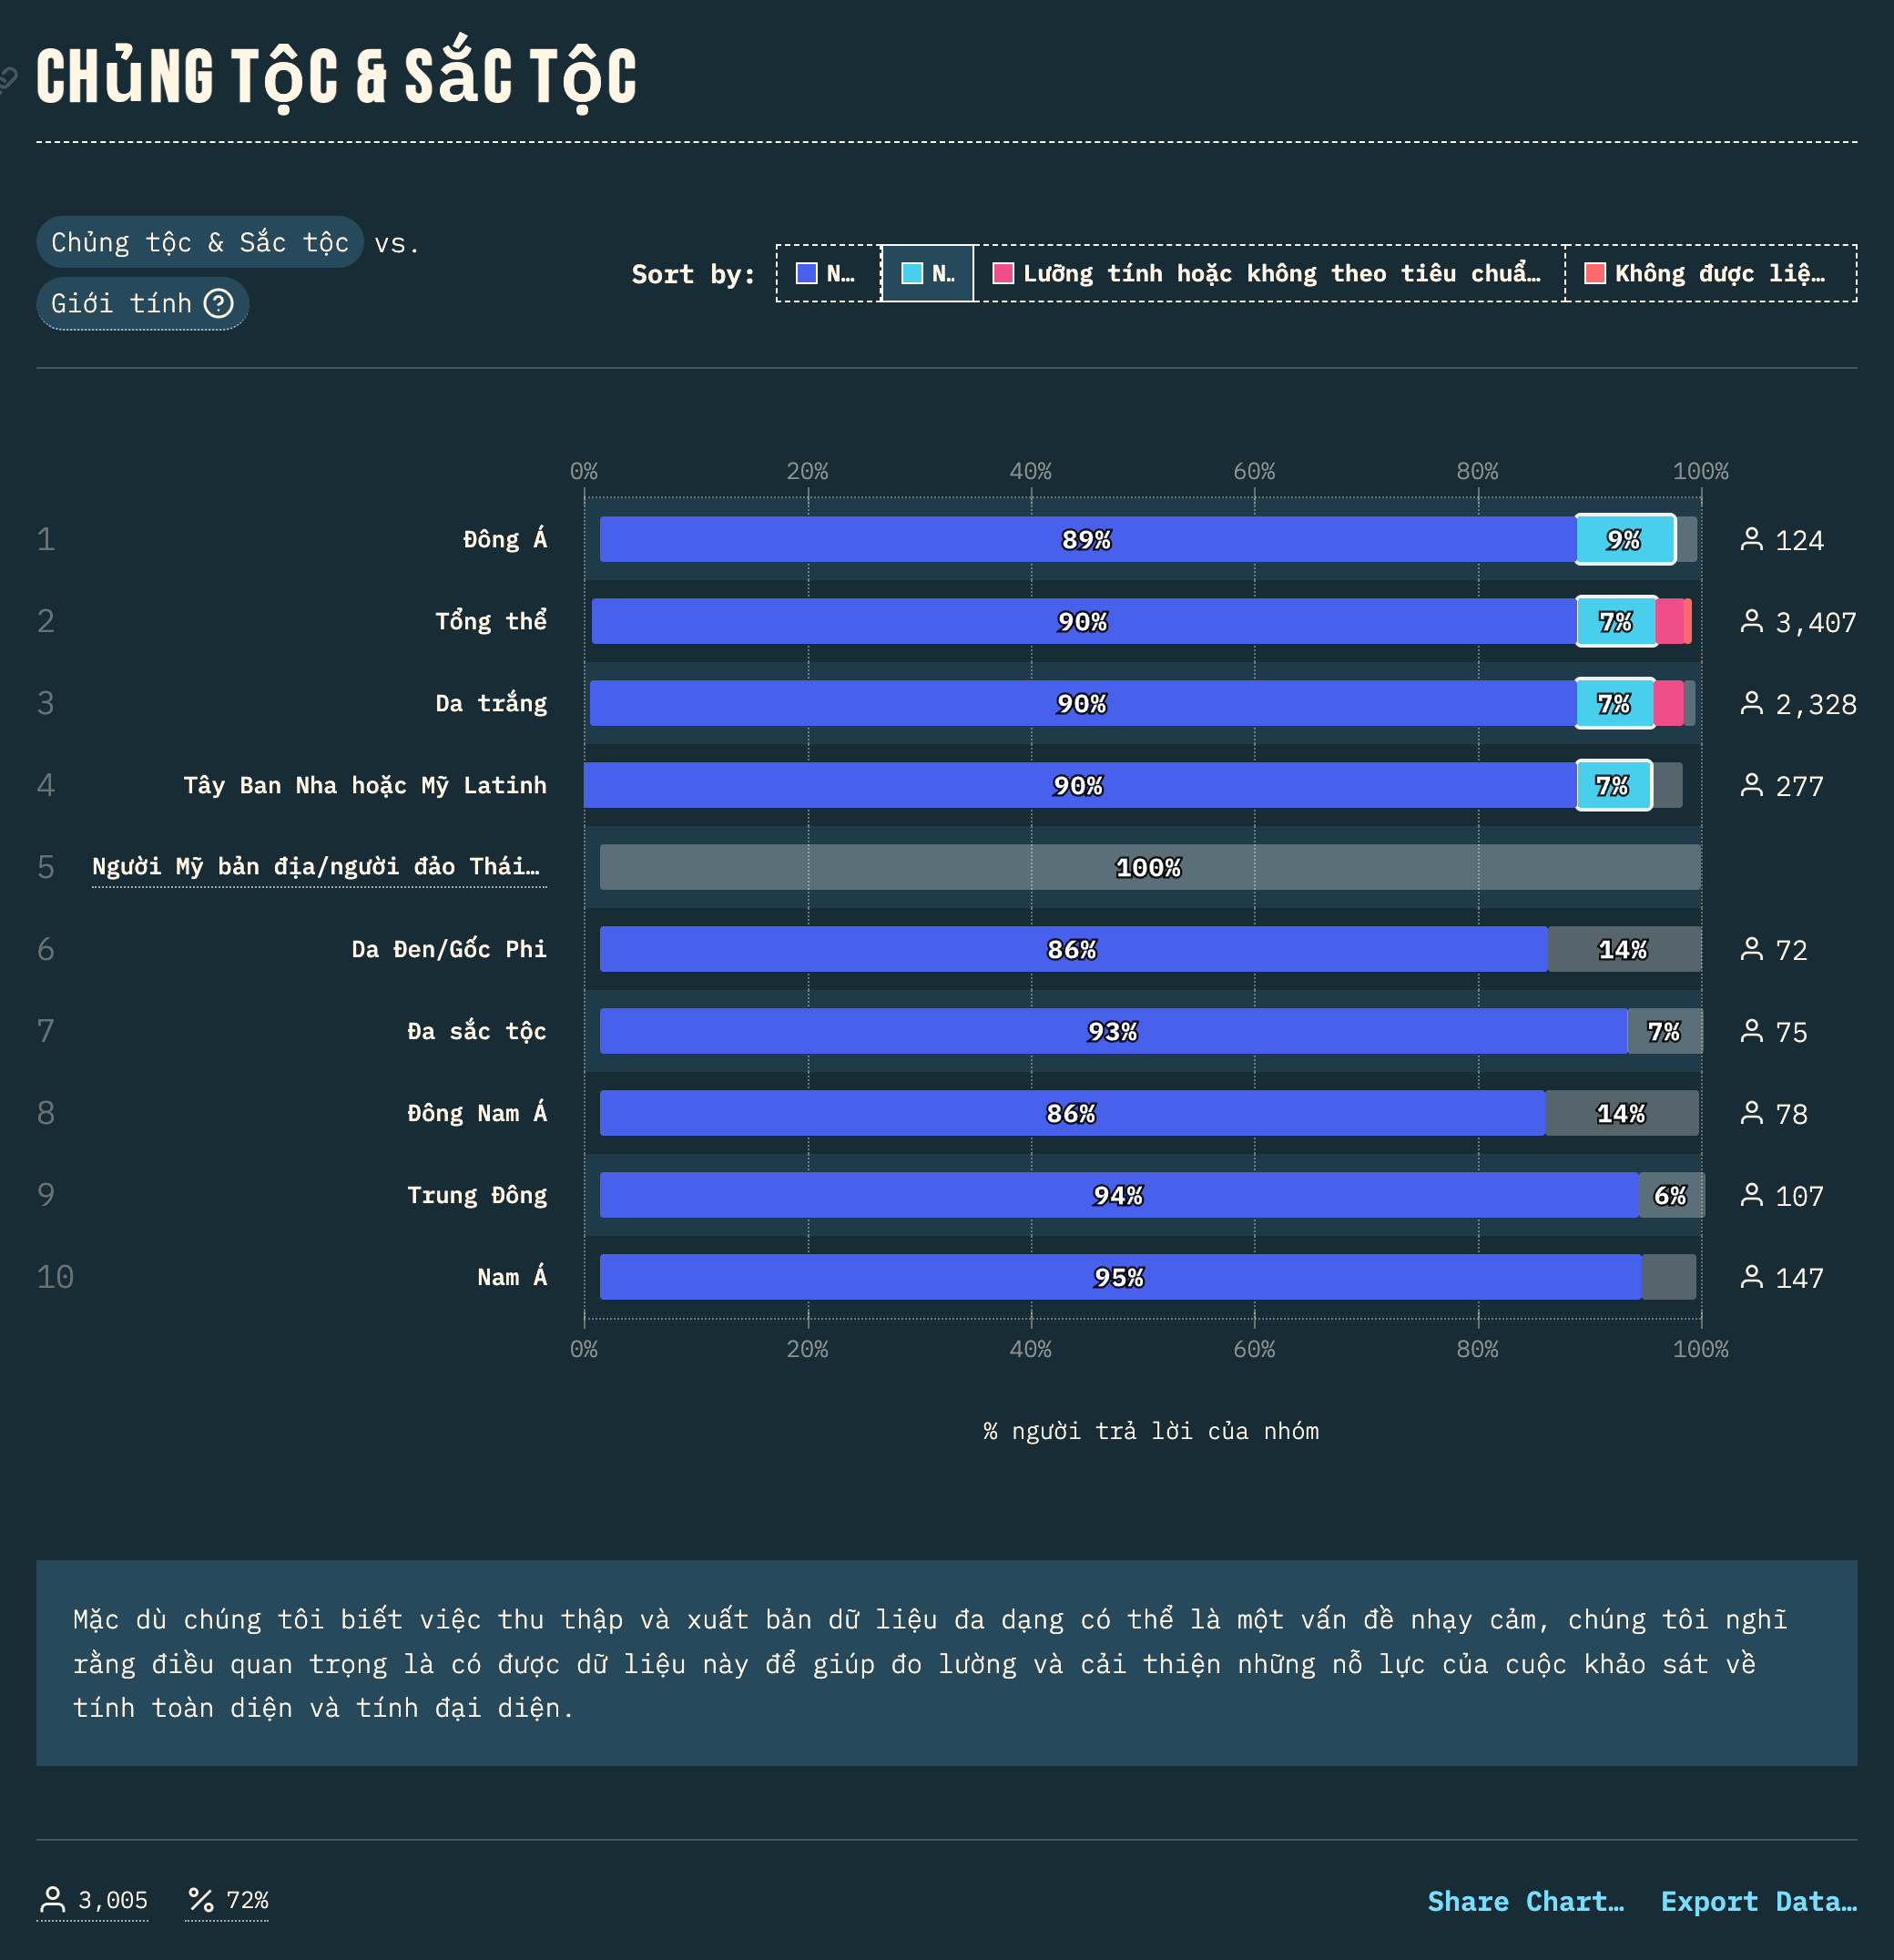 CHỦNG TỘC & SẮC TỘC
Chủng tộc & Sắc tộc vs.
Giới tính
Sort by: N… N.. Lưỡng tính hoặc không theo tiêu chuẩ… Không được liệ…
0% 20% 40% 60% 80% 100%
1 Đông Á 89% 9% 124
2 Tổng thể 90% 7% 3,407
3 Da trắng 90% 7% 2,328
4 Tây Ban Nha hoặc Mỹ Latinh 90% 7% 277
5 Người Mỹ bản địa/người đảo Thái… 100%
6 Da Đen/Gốc Phi 86% 14% 72
7 Đa sắc tộc 93% 7% 75
8 Đông Nam Á 86% 14% 78
9 Trung Đông 94% 6% 107
10 Nam Á 95% 147
0% 20% 40% 60% 80% 100%
% người trả lời của nhóm
Mặc dù chúng tôi biết việc thu thập và xuất bản dữ liệu đa dạng có thể là một vấn đề nhạy cảm, chúng tôi nghĩ
rằng điều quan trọng là có được dữ liệu này để giúp đo lường và cải thiện những nỗ lực của cuộc khảo sát về
tính toàn diện và tính đại diện.
3,005 72% Share Chart… Export Data…